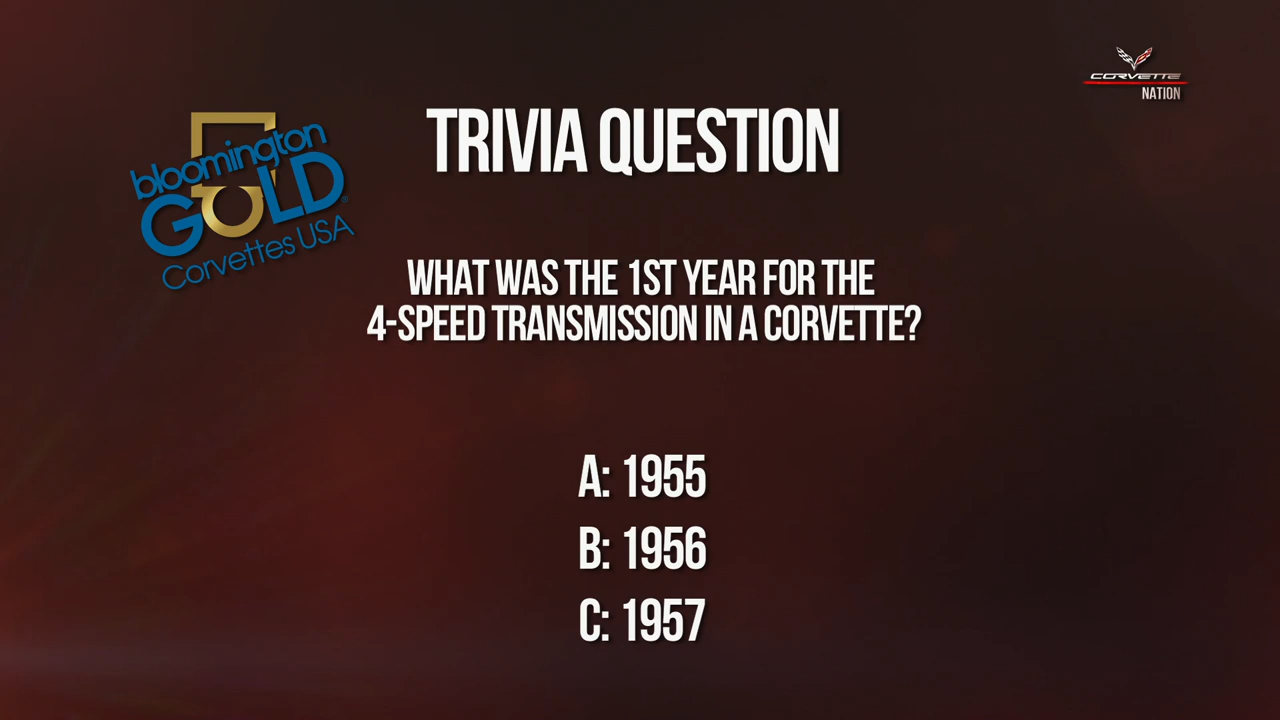 CORVETTE
NATION
bloomington
GOLD®
Corvettes USA
TRIVIA QUESTION
WHAT WAS THE 1ST YEAR FOR THE
4-SPEED TRANSMISSION IN A CORVETTE?
A: 1955
B: 1956
C: 1957